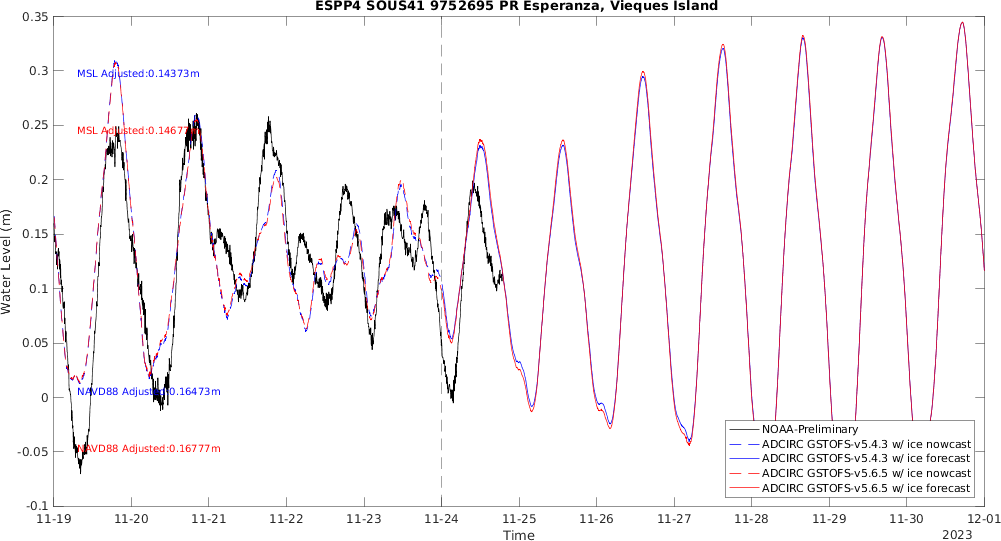 ESPP4 SOUS41 9752695 PR Esperanza, Vieques Island
0.35
0.3
0.25
0.2
0.15
0.1
0.05
0
-0.05
-0.1
Water Level (m)
MSL Adjusted:0.14373m
MSL Adjusted:0.1467
NAVD88 Adjusted:0.16473m
NAVD88 Adjusted:0.16777m
NOAA-Preliminary
ADCIRC GSTOFS-v5.4.3 w/ ice nowcast
ADCIRC GSTOFS-v5.4.3 w/ ice forecast
ADCIRC GSTOFS-v5.6.5 w/ ice nowcast
ADCIRC GSTOFS-v5.6.5 w/ ice forecast
11-19 11-20 11-21 11-22 11-23 11-24 11-25 11-26 11-27 11-28 11-29 11-30 12-01
Time
2023